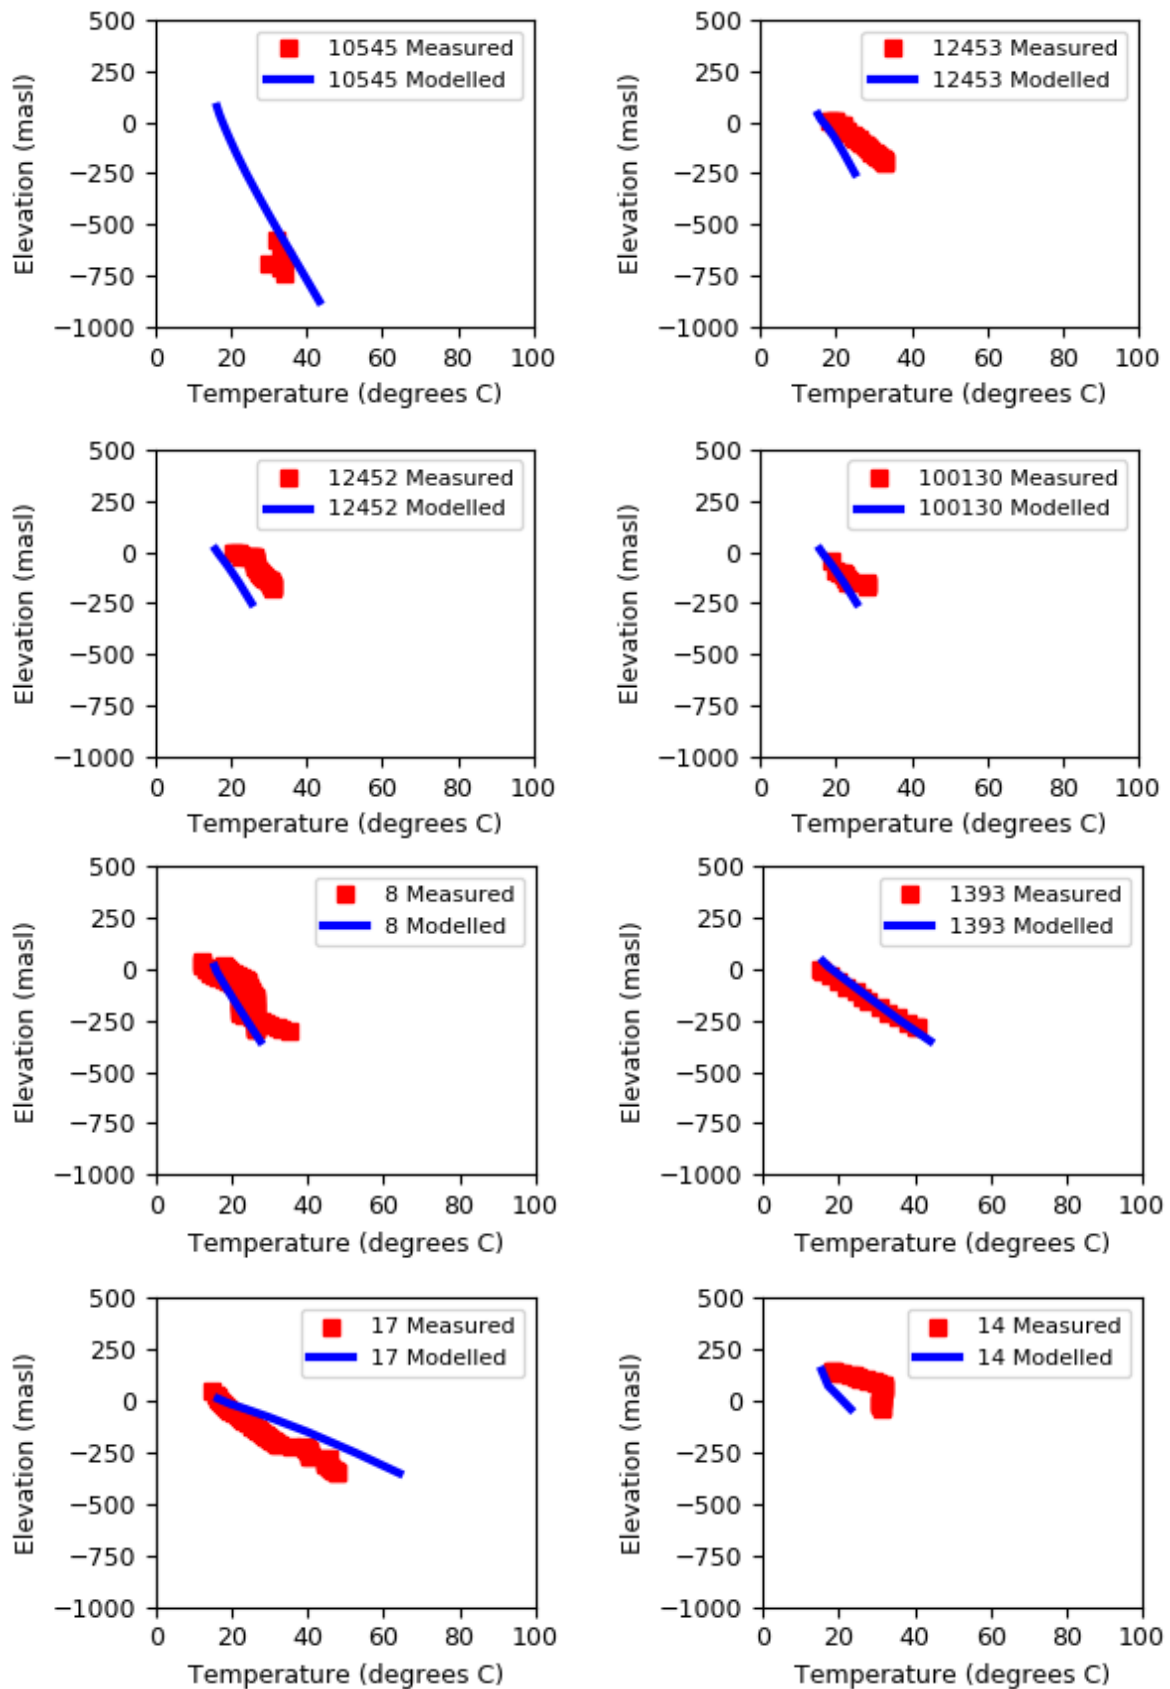 500
250
0
−250
−500
−750
−1000
Elevation (masl)
10545 Measured
10545 Modelled
0 20 40 60 80 100
Temperature (degrees C)
500
250
0
−250
−500
−750
−1000
Elevation (masl)
12453 Measured
12453 Modelled
0 20 40 60 80 100
Temperature (degrees C)
500
250
0
−250
−500
−750
−1000
Elevation (masl)
12452 Measured
12452 Modelled
0 20 40 60 80 100
Temperature (degrees C)
500
250
0
−250
−500
−750
−1000
Elevation (masl)
100130 Measured
100130 Modelled
0 20 40 60 80 100
Temperature (degrees C)
500
250
0
−250
−500
−750
−1000
Elevation (masl)
8 Measured
8 Modelled
0 20 40 60 80 100
Temperature (degrees C)
500
250
0
−250
−500
−750
−1000
Elevation (masl)
1393 Measured
1393 Modelled
0 20 40 60 80 100
Temperature (degrees C)
500
250
0
−250
−500
−750
−1000
Elevation (masl)
17 Measured
17 Modelled
0 20 40 60 80 100
Temperature (degrees C)
500
250
0
−250
−500
−750
−1000
Elevation (masl)
14 Measured
14 Modelled
0 20 40 60 80 100
Temperature (degrees C)